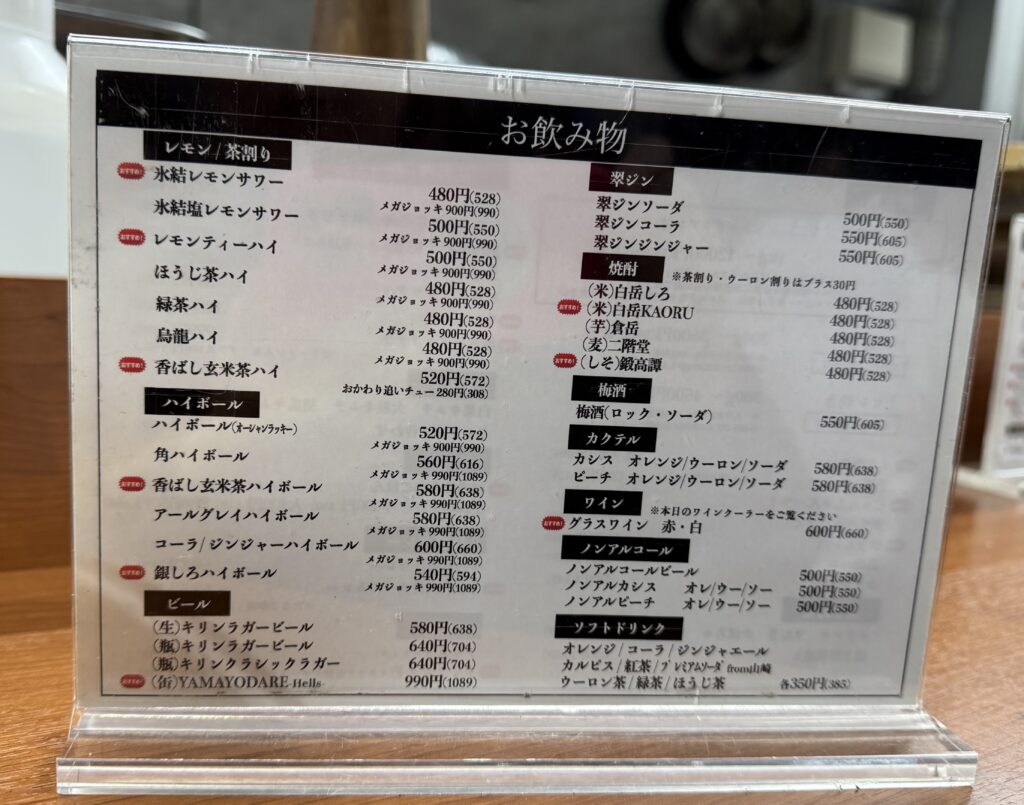 お飲み物
レモン/茶割り
おすすめ! 氷結レモンサワー 480円(528)
メガジョッキ 900円(990)
氷結塩レモンサワー 500円(550)
メガジョッキ 900円(990)
おすすめ! レモンティーハイ 500円(550)
メガジョッキ 900円(990)
ほうじ茶ハイ 480円(528)
メガジョッキ 900円(990)
緑茶ハイ 480円(528)
メガジョッキ 900円(990)
烏龍ハイ 480円(528)
メガジョッキ 900円(990)
おすすめ! 香ばし玄米茶ハイ 520円(572)
おかわり追いチュー 280円(308)
ハイボール
ハイボール(オーシャンラッキー) 520円(572)
メガジョッキ 900円(990)
角ハイボール 560円(616)
メガジョッキ 990円(1089)
おすすめ! 香ばし玄米茶ハイボール 580円(638)
メガジョッキ 990円(1089)
アールグレイハイボール 580円(638)
メガジョッキ 990円(1089)
コーラ/ジンジャーハイボール 600円(660)
メガジョッキ 990円(1089)
おすすめ! 銀しろハイボール 540円(594)
メガジョッキ 990円(1089)
ビール
(生)キリンラガービール 580円(638)
(瓶)キリンラガービール 640円(704)
(瓶)キリンクラシックラガー 640円(704)
おすすめ! (缶)YAMAYODARE-Hells- 990円(1089)
翠ジン
翠ジンソーダ 500円(550)
翠ジンコーラ 550円(605)
翠ジンジンジャー 550円(605)
焼酎 ※茶割り・ウーロン割りはプラス30円
(米)白岳しろ 480円(528)
おすすめ! (米)白岳KAORU 480円(528)
(芋)倉岳 480円(528)
(麦)二階堂 480円(528)
おすすめ! (しそ)鍛高譚 480円(528)
梅酒
梅酒(ロック・ソーダ) 550円(605)
カクテル
カシス オレンジ/ウーロン/ソーダ 580円(638)
ピーチ オレンジ/ウーロン/ソーダ 580円(638)
ワイン ※本日のワインクーラーをご覧ください
おすすめ! グラスワイン 赤・白 600円(660)
ノンアルコール
ノンアルコールビール 500円(550)
ノンアルカシス オレ/ウー/ソー 500円(550)
ノンアルピーチ オレ/ウー/ソー 500円(550)
ソフトドリンク
オレンジ/コーラ/ジンジャエール
カルピス/紅茶/プレミアムソーダ from山崎
ウーロン茶/緑茶/ほうじ茶 各350円(385)